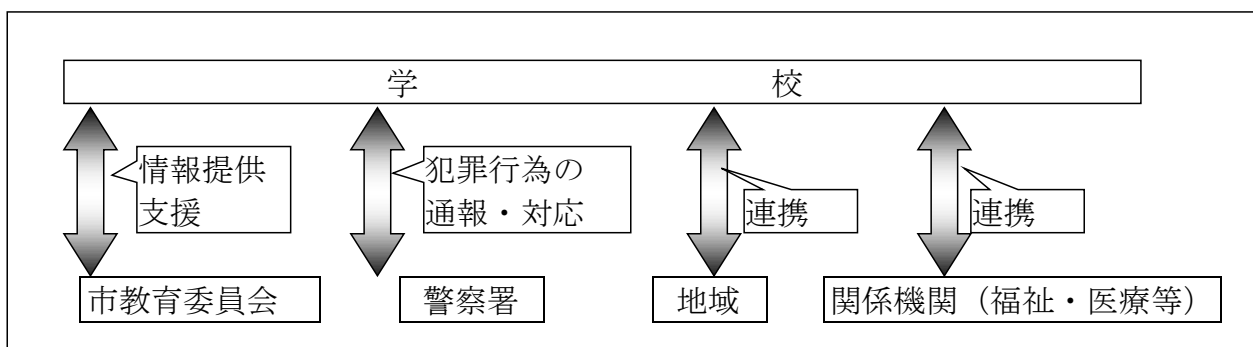 学校
情報提供
支援
犯罪行為の
通報・対応
連携
連携
市教育委員会
警察署
地域
関係機関（福祉・医療等）